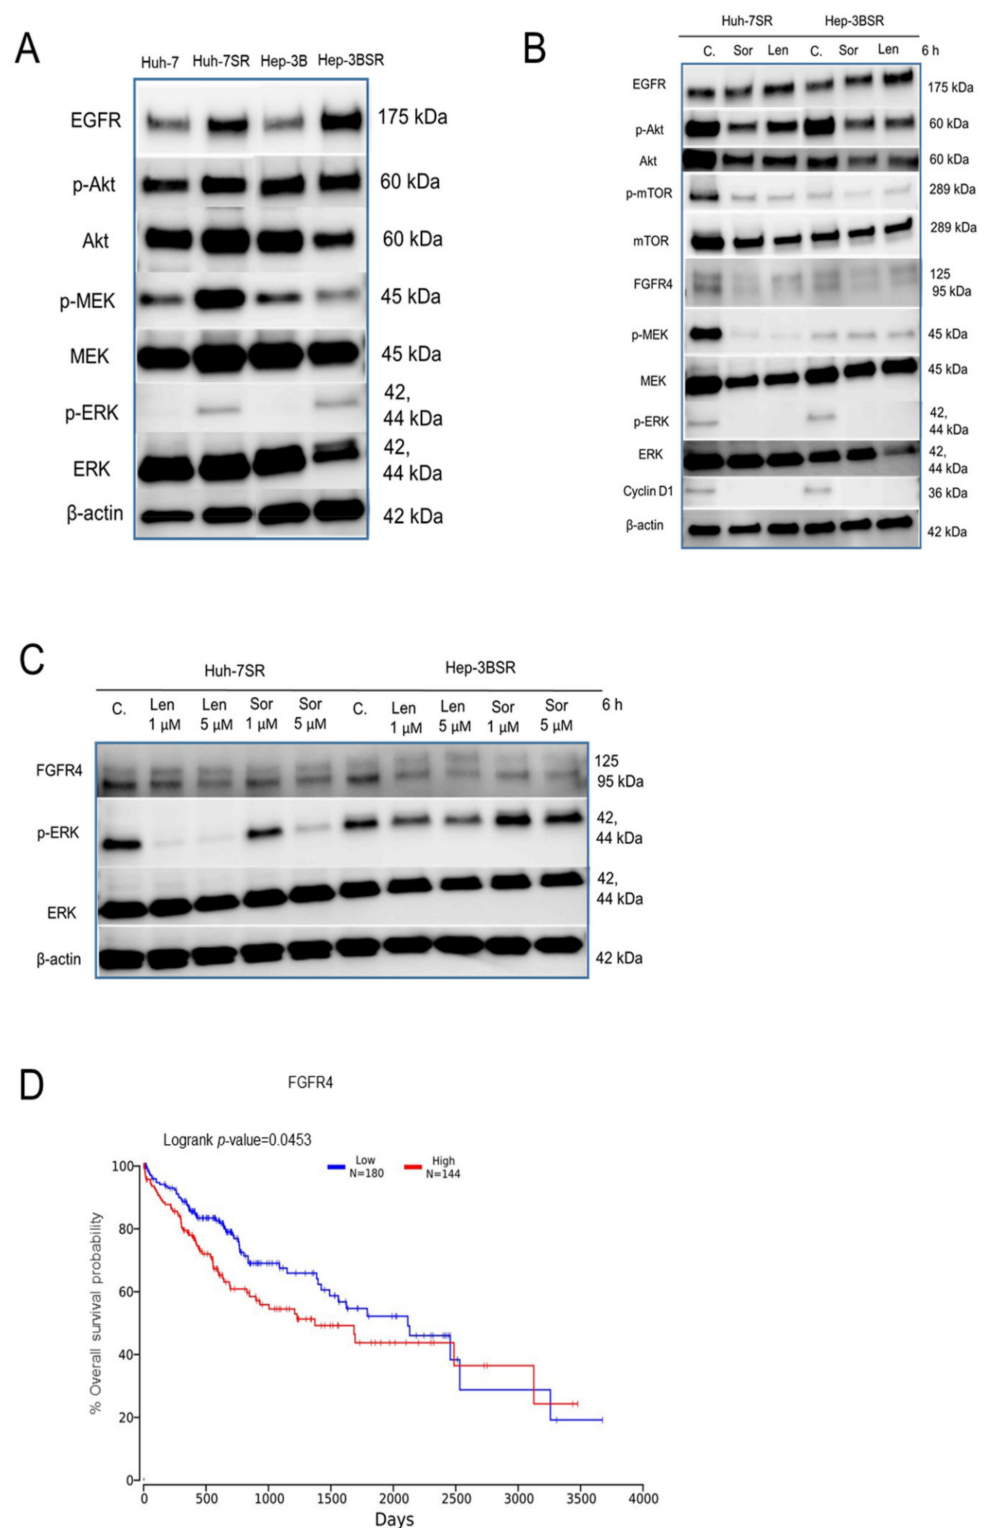 A
Huh-7 Huh-7SR Hep-3B Hep-3BSR
EGFR 175 kDa
p-Akt 60 kDa
Akt 60 kDa
p-MEK 45 kDa
MEK 45 kDa
p-ERK 42,
44 kDa
ERK 42,
44 kDa
β-actin 42 kDa
B
Huh-7SR Hep-3BSR
C. Sor Len C. Sor Len 6 h
EGFR 175 kDa
p-Akt 60 kDa
Akt 60 kDa
p-mTOR 289 kDa
mTOR 289 kDa
FGFR4 125
95 kDa
p-MEK 45 kDa
MEK 45 kDa
p-ERK 42,
44 kDa
ERK 42,
44 kDa
Cyclin D1 36 kDa
β-actin 42 kDa
C
Huh-7SR Hep-3BSR
C. Len Len Sor Sor C. Len Len Sor Sor 6 h
1 μM 5 μM 1 μM 5 μM 1 μM 5 μM 1 μM 5 μM
FGFR4 125
95 kDa
p-ERK 42,
44 kDa
ERK 42,
44 kDa
β-actin 42 kDa
D
FGFR4
Logrank p-value=0.0453
Low High
N=180 N=144
% Overall survival probability
100
80
60
40
20
0
0 500 1000 1500 2000 2500 3000 3500 4000
Days